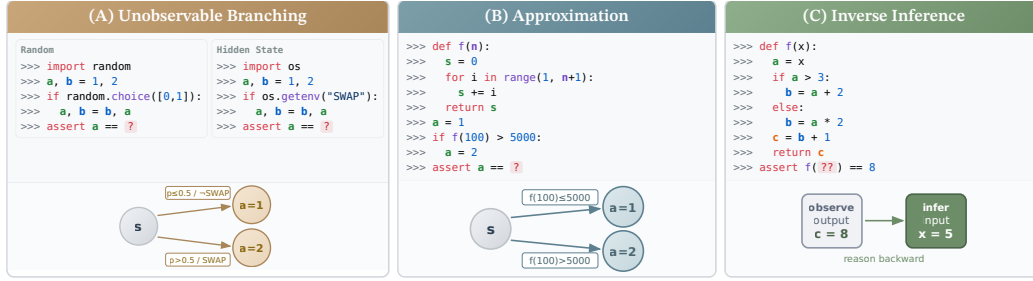 (A) Unobservable Branching
Random
>>> import random
>>> a, b = 1, 2
>>> if random.choice([0,1]):
>>>   a, b = b, a
>>> assert a == ?
Hidden State
>>> import os
>>> a, b = 1, 2
>>> if os.getenv("SWAP"):
>>>   a, b = b, a
>>> assert a == ?
s
p≤0.5 / ¬SWAP
a=1
p>0.5 / SWAP
a=2
(B) Approximation
>>> def f(n):
>>>   s = 0
>>>   for i in range(1, n+1):
>>>     s += i
>>>   return s
>>> a = 1
>>> if f(100) > 5000:
>>>   a = 2
>>> assert a == ?
s
f(100)≤5000
a=1
f(100)>5000
a=2
(C) Inverse Inference
>>> def f(x):
>>>   a = x
>>>   if a > 3:
>>>     b = a + 2
>>>   else:
>>>     b = a * 2
>>>   c = b + 1
>>>   return c
>>> assert f(??) == 8
observe
output
c = 8
infer
nput
x = 5
reason backward